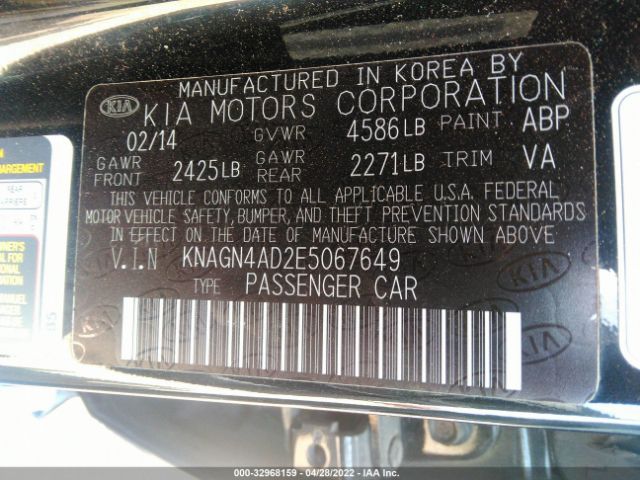 MANUFACTURED IN KOREA BY
KIA KIA MOTORS CORPORATION
02/14 GVWR 4586LB PAINT ABP
GAWR FRONT 2425LB GAWR REAR 2271LB TRIM VA
THIS VEHICLE CONFORMS TO ALL APPLICABLE U.S.A. FEDERAL
MOTOR VEHICLE SAFETY, BUMPER, AND THEFT PREVENTION STANDARDS
IN EFFECT ON THE DATE OF MANUFACTURE SHOWN ABOVE
V.I.N KNAGN4AD2E5067649
TYPE PASSENGER CAR
000-32968159 - 04/28/2022 - IAA Inc.